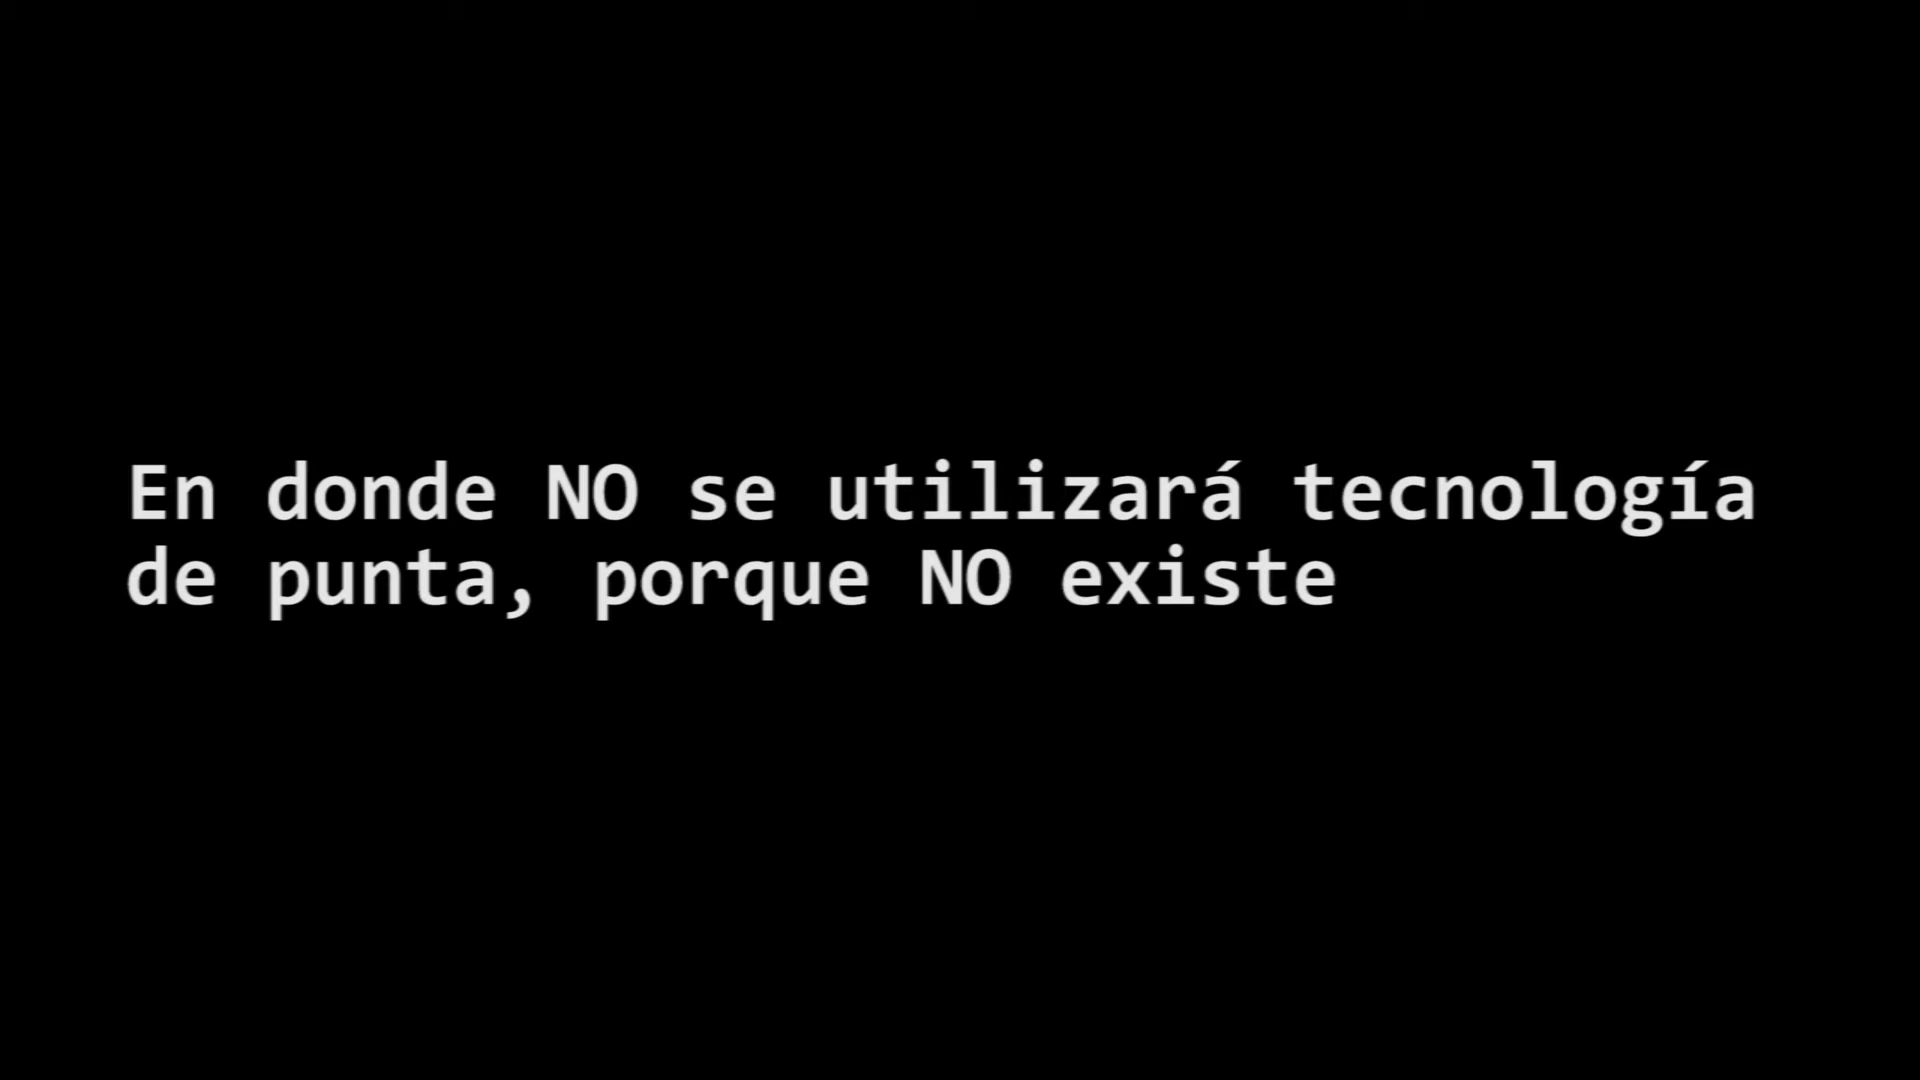 En donde NO se utilizará tecnología
de punta, porque NO existe